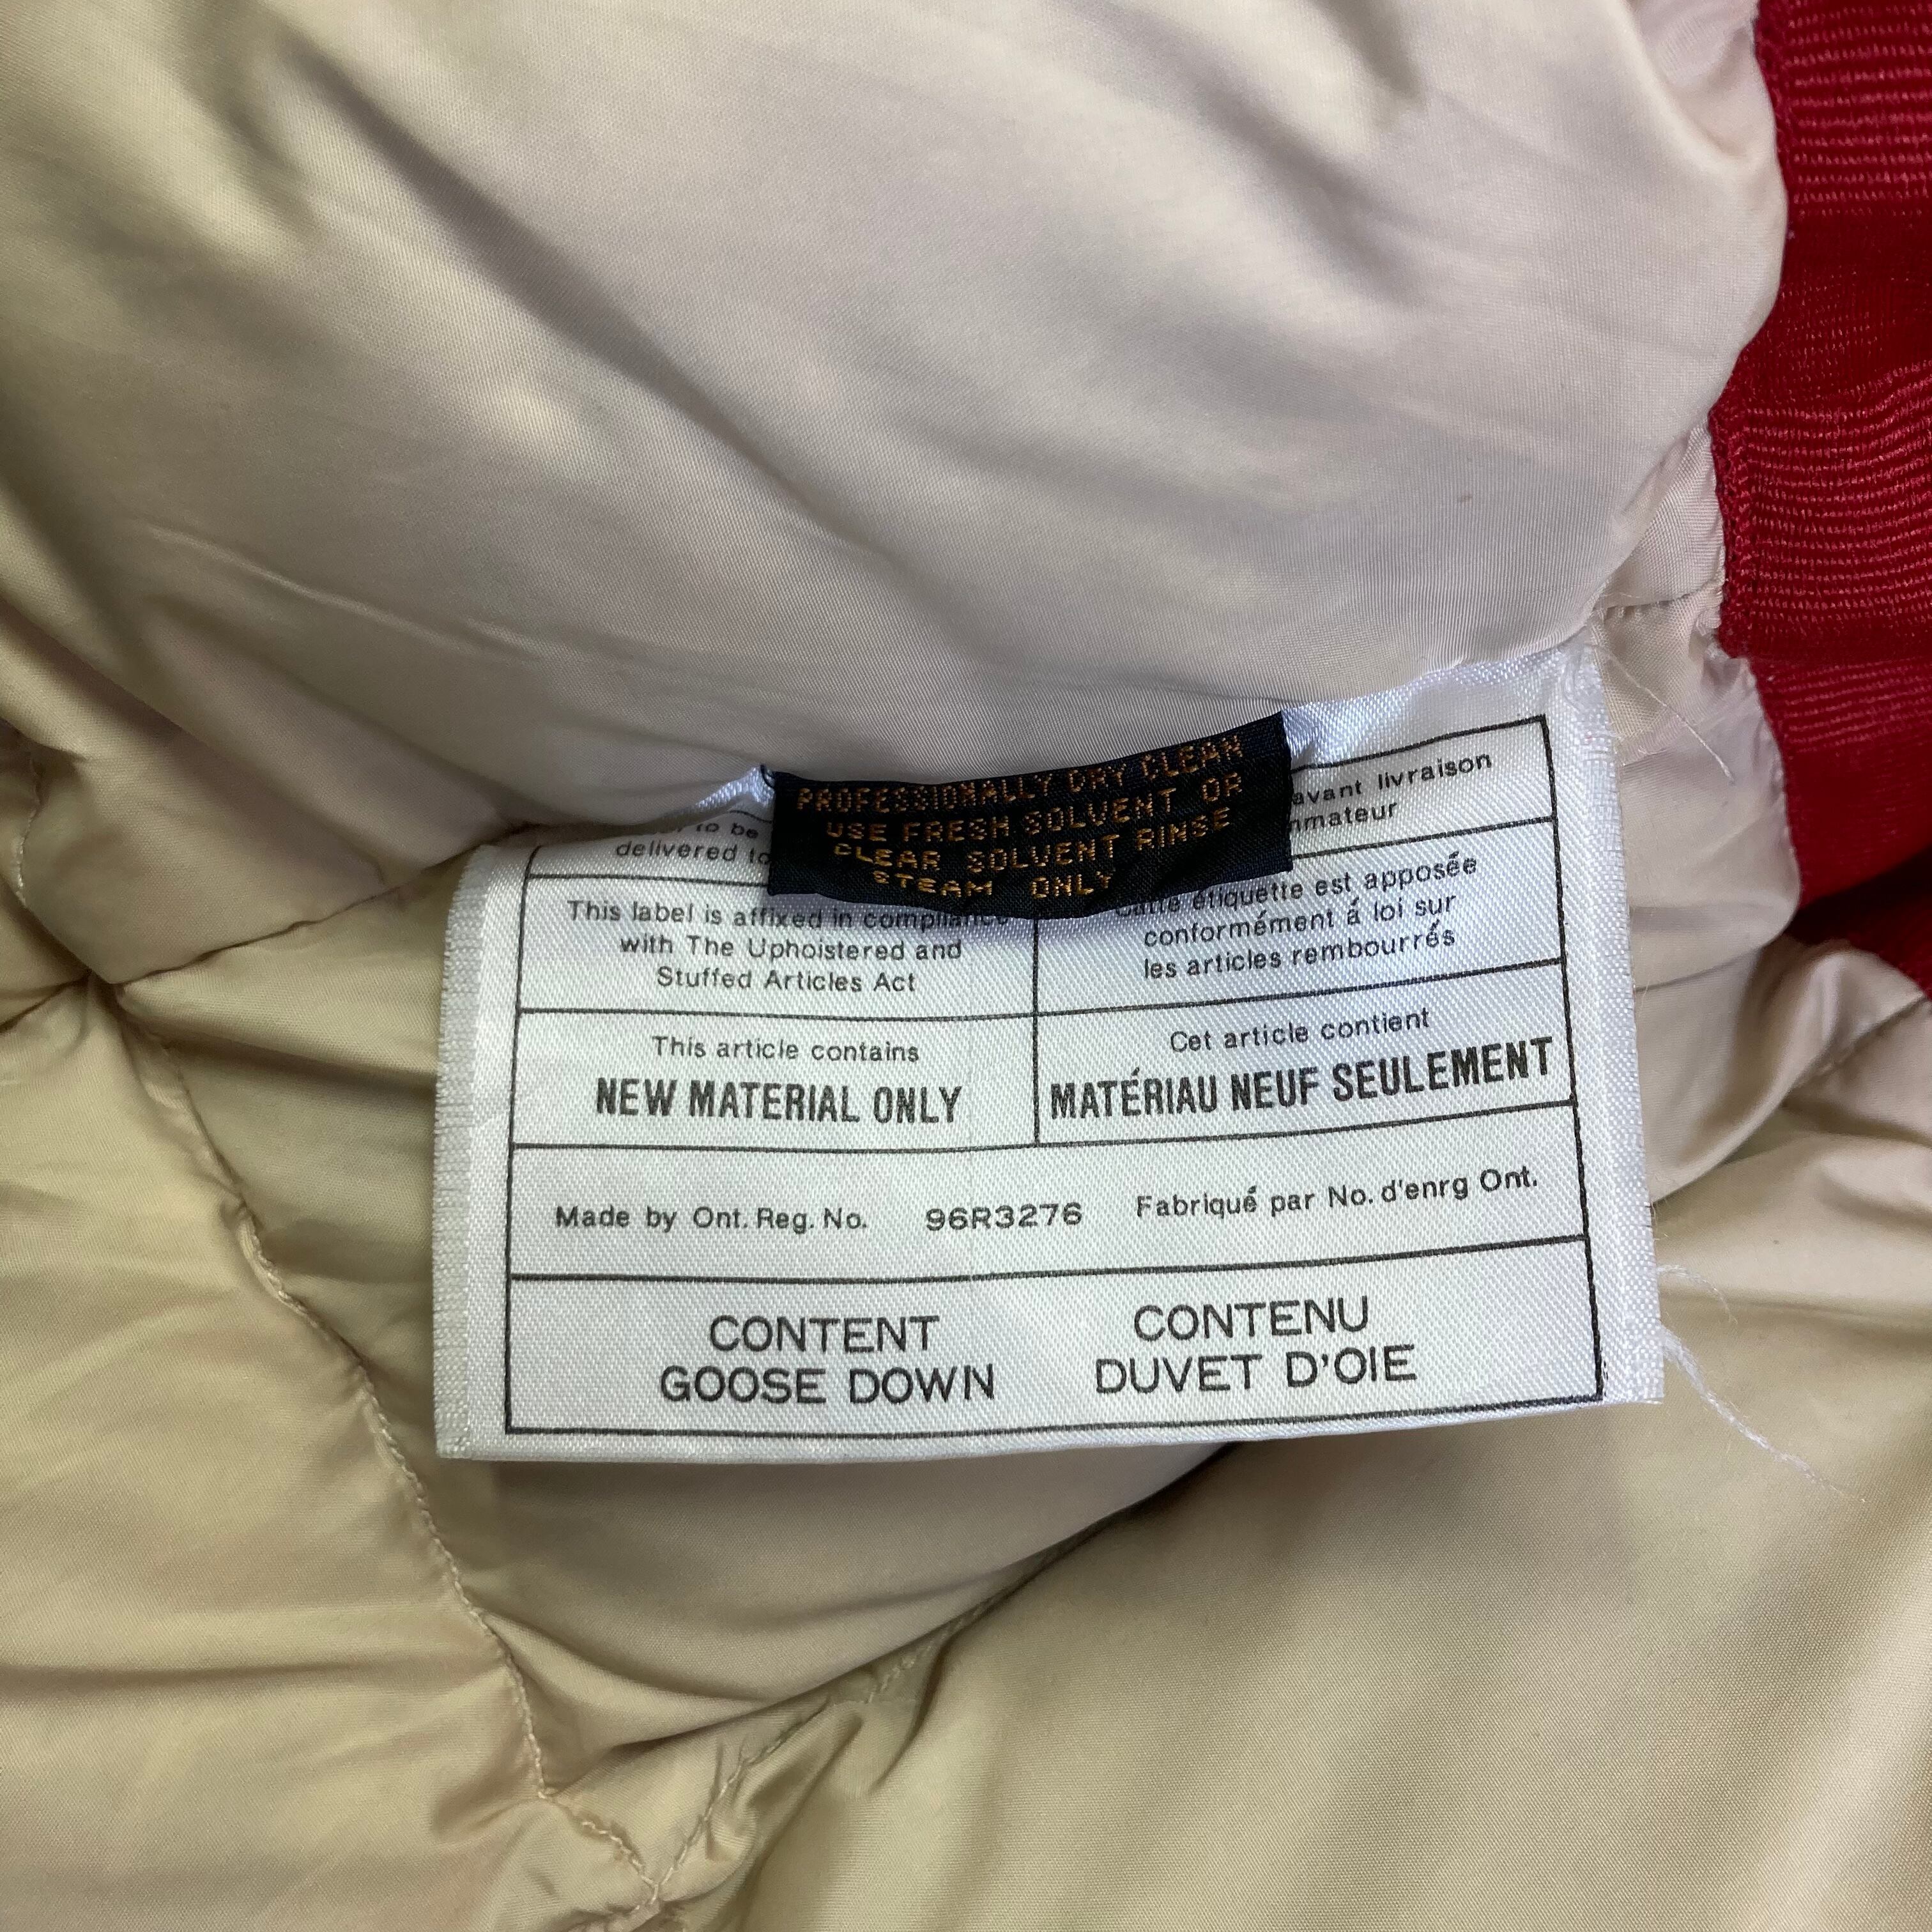 PROFESSIONALLY DRY CLEAN
USE FRESH SOLVENT OR
CLEAR SOLVENT RINSE
STEAM ONLY
to be
delivered to
avant livraison
This label is affixed in compliance
with The Uphoistered and
Stuffed Articles Act
Cette étiquette est apposée
conformément á loi sur
les articles rembourrés
This article contains
NEW MATERIAL ONLY
Cet article contient
MATÉRIAU NEUF SEULEMENT
Made by Ont. Reg. No. 96R3276 Fabriqué par No. d'enrg Ont.
CONTENT
GOOSE DOWN
CONTENU
DUVET D'OIE